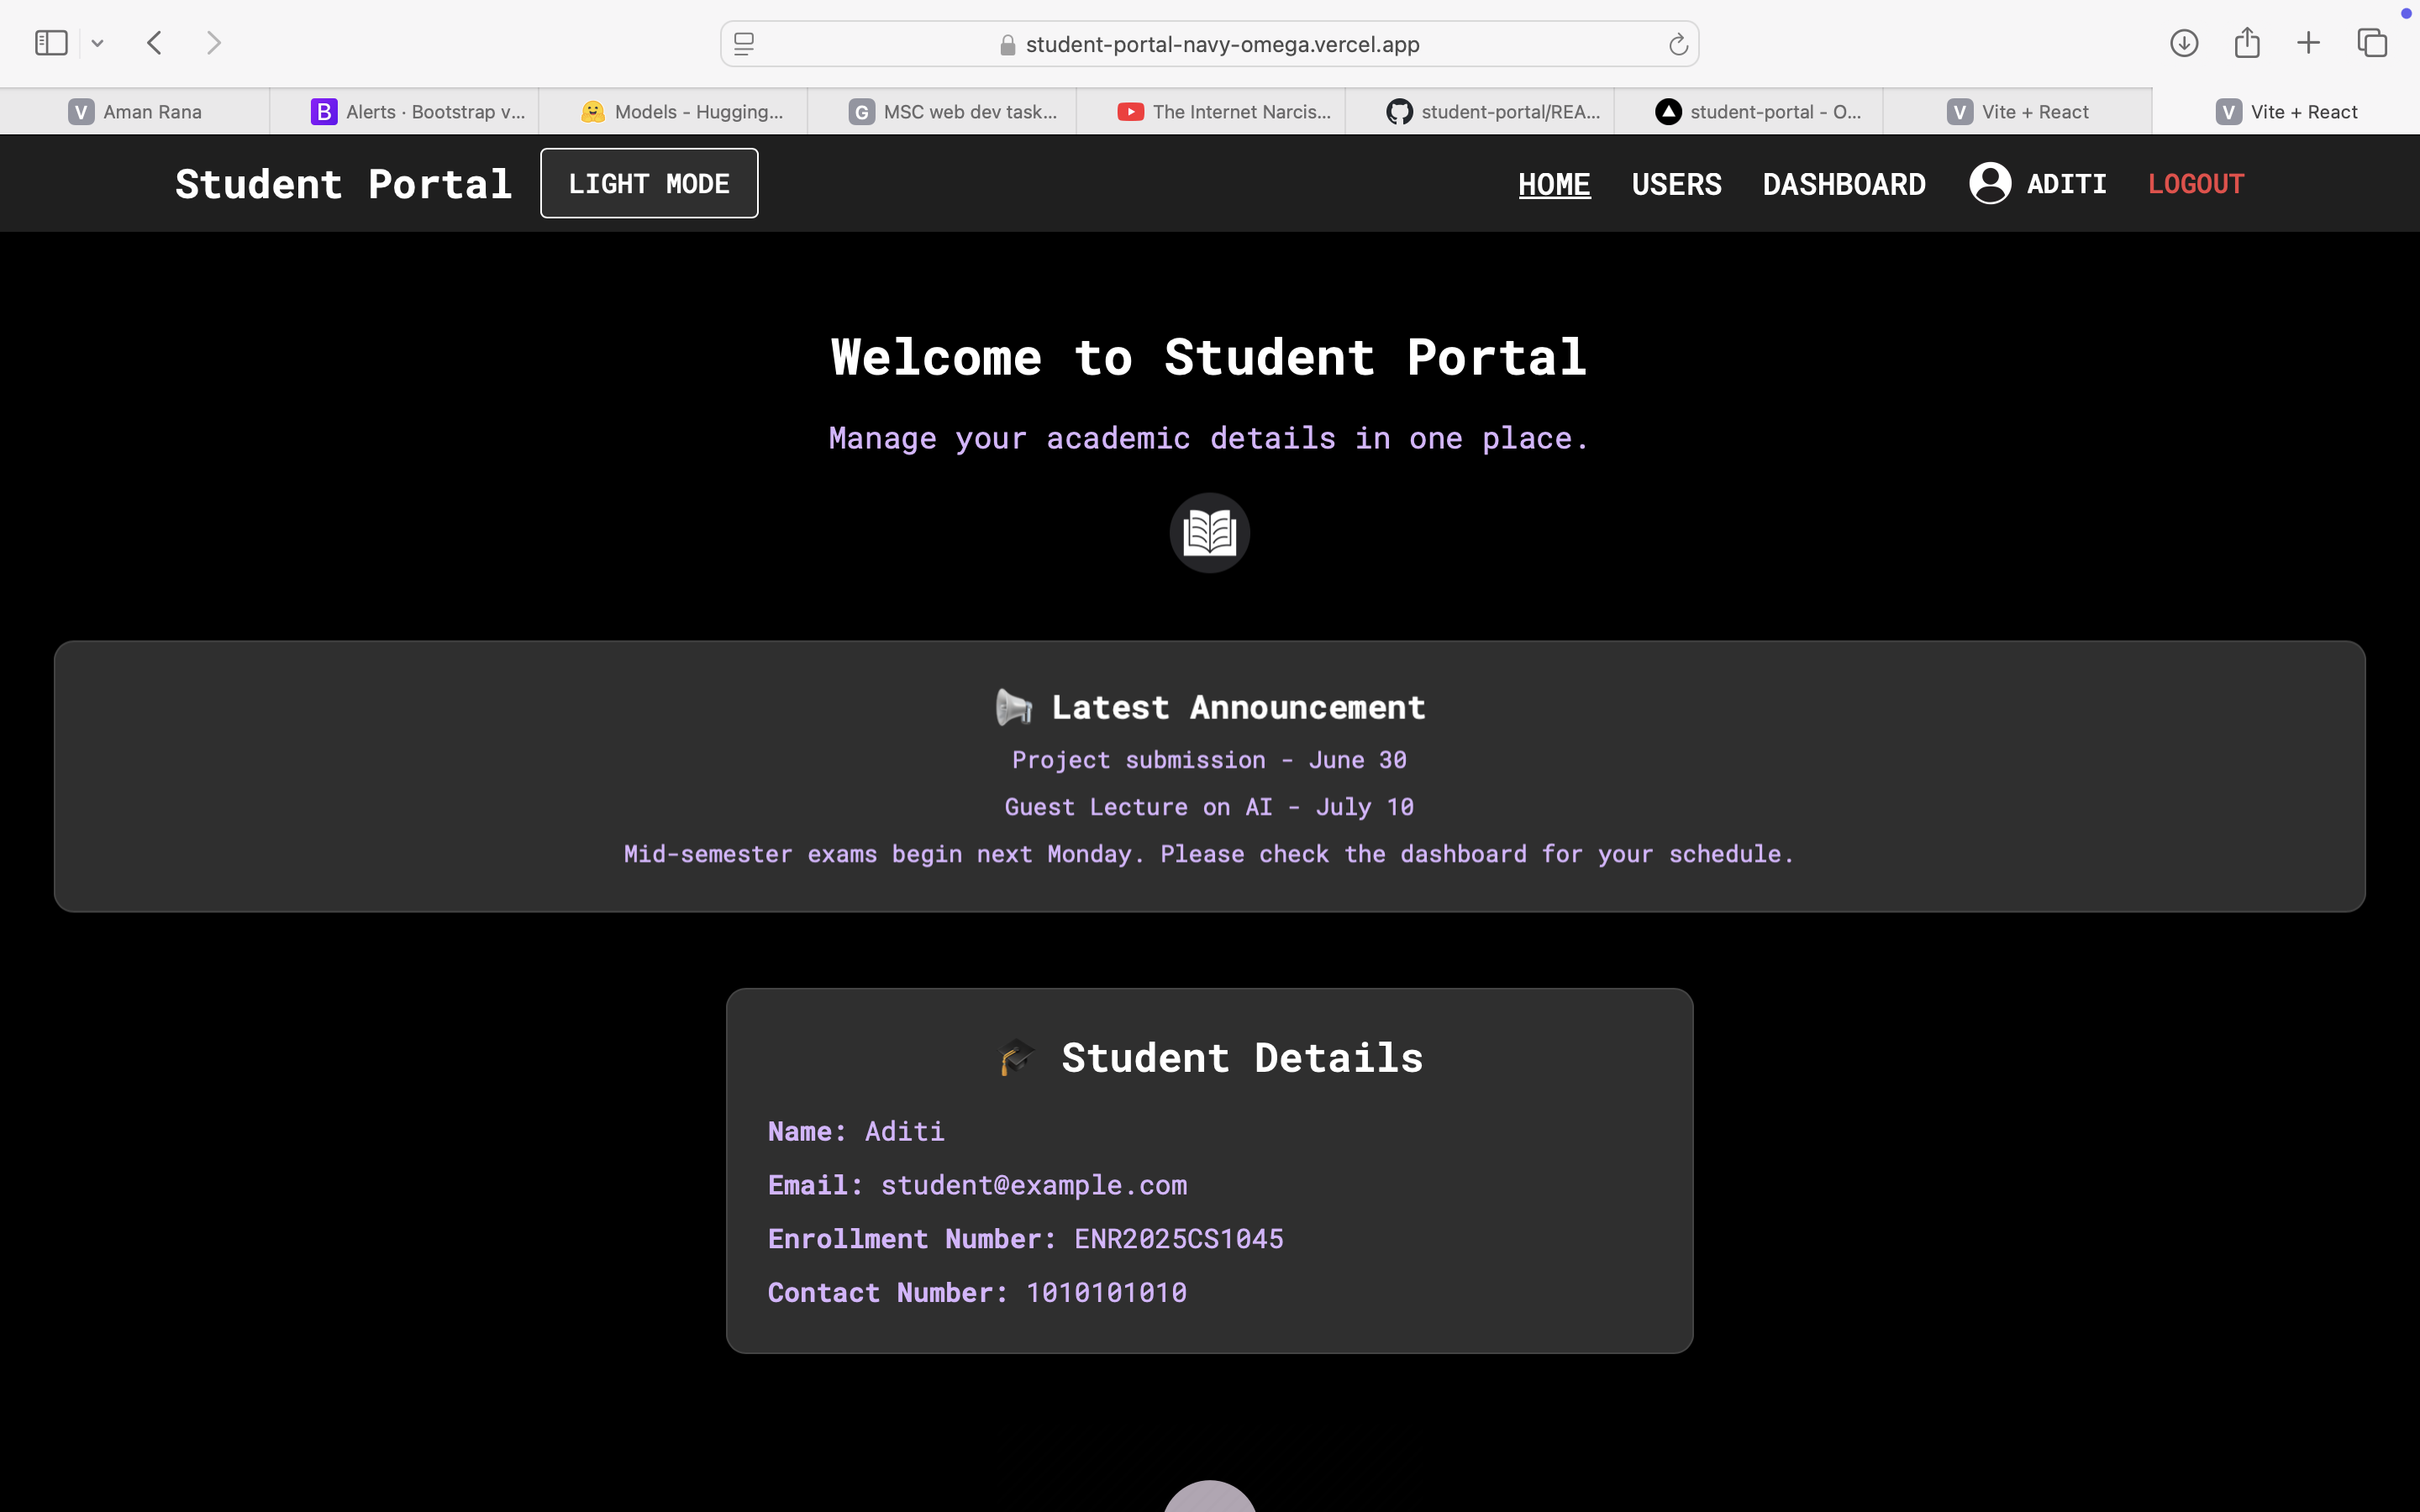 student-portal-navy-omega.vercel.app
V Aman Rana
B Alerts · Bootstrap v...
Models - Hugging...
G MSC web dev task...
The Internet Narcis...
student-portal/REA...
student-portal - O...
V Vite + React
V Vite + React
Student Portal LIGHT MODE HOME USERS DASHBOARD ADITI LOGOUT
Welcome to Student Portal
Manage your academic details in one place.
Latest Announcement
Project submission - June 30
Guest Lecture on AI - July 10
Mid-semester exams begin next Monday. Please check the dashboard for your schedule.
Student Details
Name: Aditi
Email: student@example.com
Enrollment Number: ENR2025CS1045
Contact Number: 1010101010